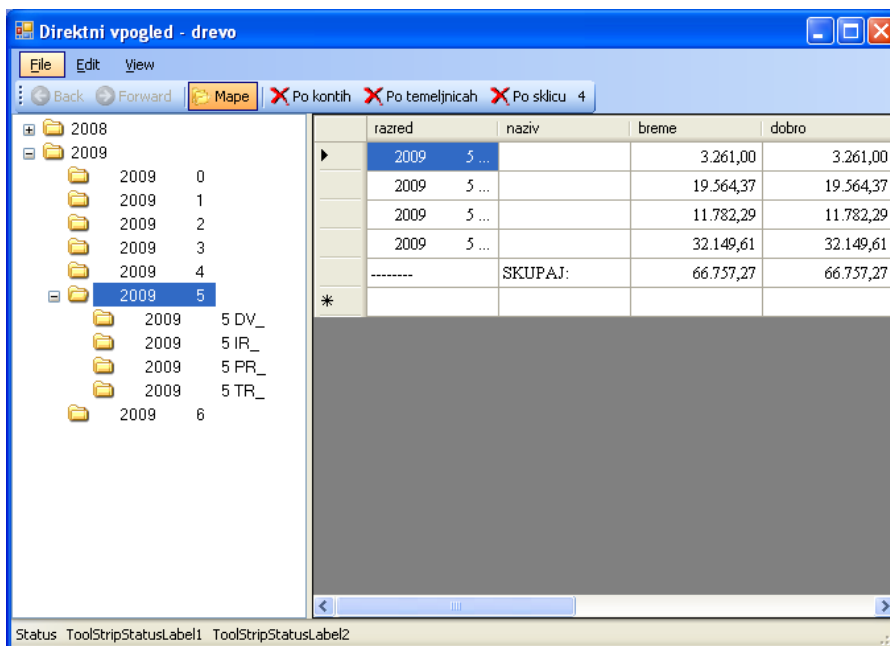 Direktni vpogled - drevo
File Edit View
Back Forward Mape Po kontih Po temeljnicah Po sklicu 4
2008
2009
2009 0
2009 1
2009 2
2009 3
2009 4
2009 5
2009 5 DV_
2009 5 IR_
2009 5 PR_
2009 5 TR_
2009 6
razred naziv breme dobro
2009 5 ... 3.261,00 3.261,00
2009 5 ... 19.564,37 19.564,37
2009 5 ... 11.782,29 11.782,29
2009 5 ... 32.149,61 32.149,61
-------- SKUPAJ: 66.757,27 66.757,27
Status ToolStripStatusLabel1 ToolStripStatusLabel2